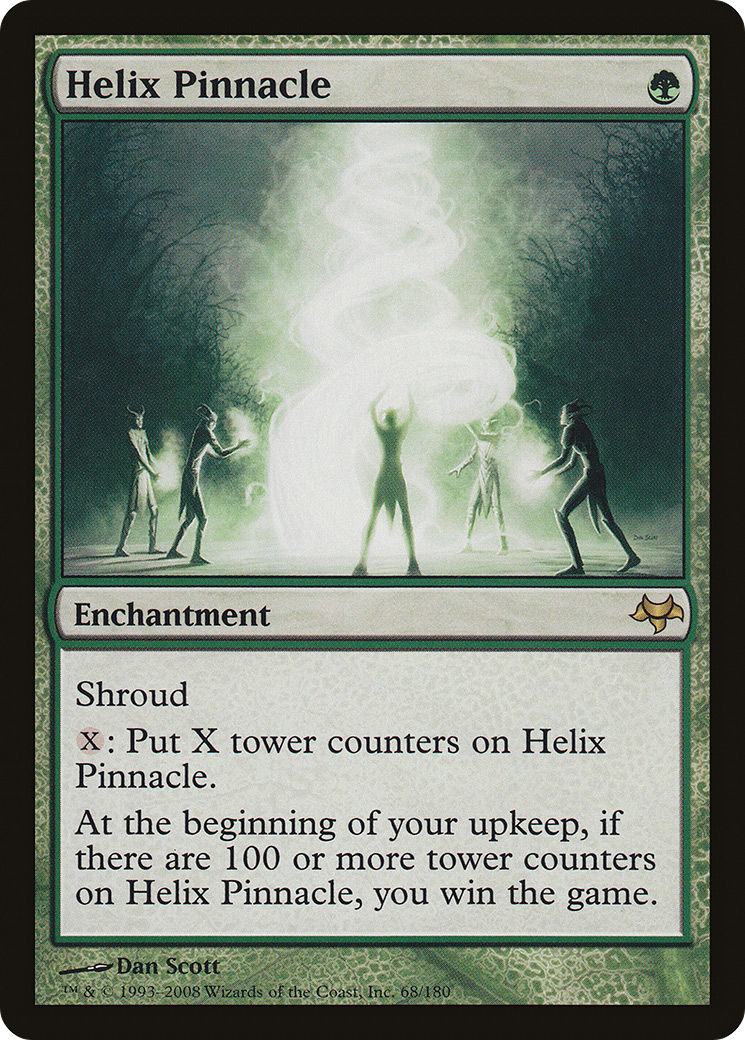 Helix Pinnacle
Don Scott
Enchantment
Shroud
X: Put X tower counters on Helix
Pinnacle.
At the beginning of your upkeep, if
there are 100 or more tower counters
on Helix Pinnacle, you win the game.
Dan Scott
™ & © 1993–2008 Wizards of the Coast, Inc. 68/180